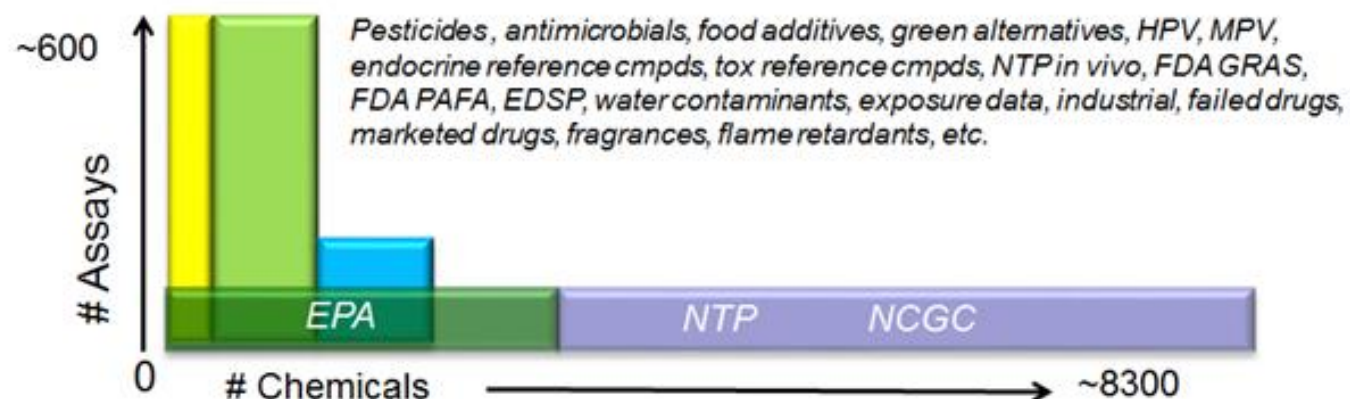 ~600
Pesticides, antimicrobials, food additives, green alternatives, HPV, MPV,
endocrine reference cmpds, tox reference cmpds, NTP in vivo, FDA GRAS,
FDA PAFA, EDSP, water contaminants, exposure data, industrial, failed drugs,
marketed drugs, fragrances, flame retardants, etc.
# Assays
EPA
NTP
NCGC
0
# Chemicals
~8300